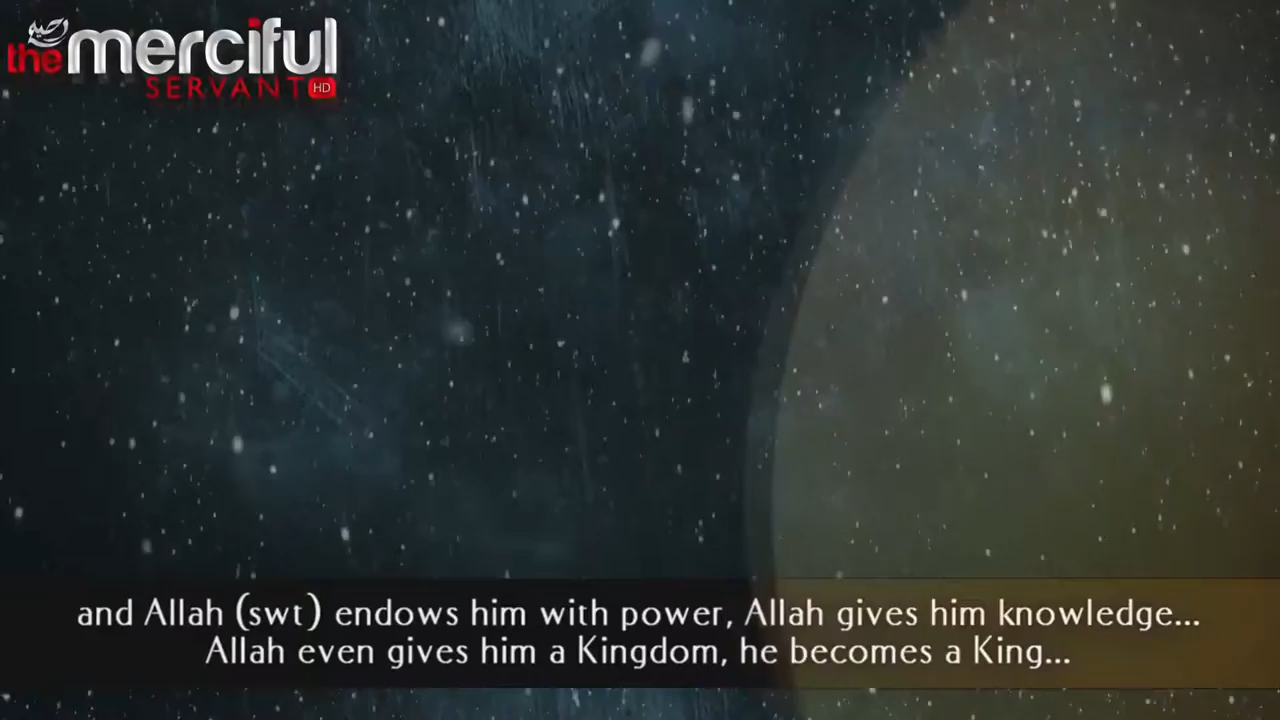 the merciful
SERVANT HD
and Allah (swt) endows him with power, Allah gives him knowledge...
Allah even gives him a Kingdom, he becomes a King...